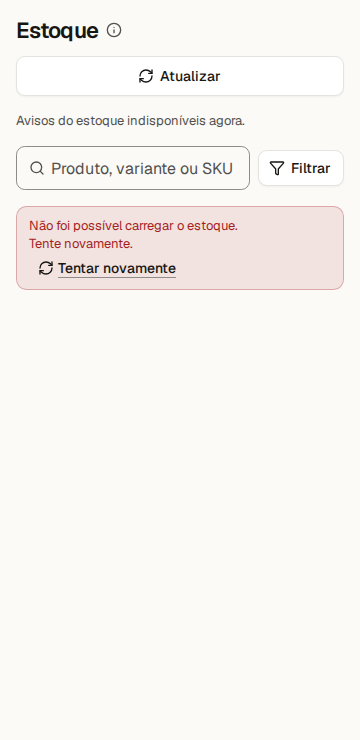 Estoque
Atualizar
Avisos do estoque indisponíveis agora.
Produto, variante ou SKU
Filtrar
Não foi possível carregar o estoque.
Tente novamente.
Tentar novamente